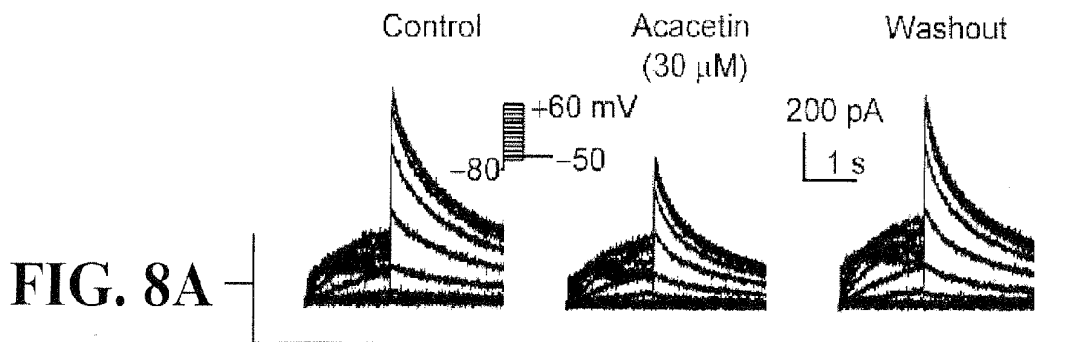 Control
Acacetin
(30 µM)
Washout
+60 mV
−80
−50
200 pA
1 s
FIG. 8A